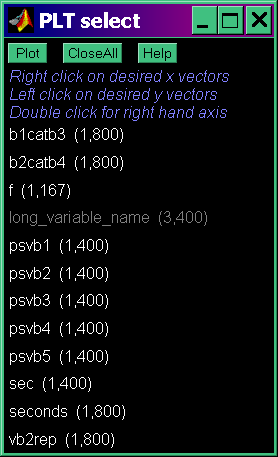 PLT select
Plot CloseAll Help
Right click on desired x vectors
Left click on desired y vectors
Double click for right hand axis
b1catb3 (1,800)
b2catb4 (1,800)
f (1,167)
long_variable_name (3,400)
psvb1 (1,400)
psvb2 (1,400)
psvb3 (1,400)
psvb4 (1,400)
psvb5 (1,400)
sec (1,400)
seconds (1,800)
vb2rep (1,800)